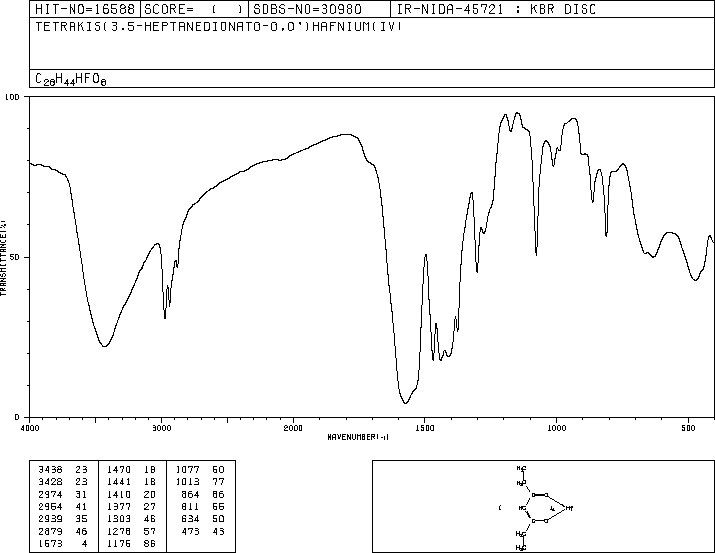 HIT-NO=16588 SCORE= ( ) SDBS-NO=30980 IR-NIDA-45721 : KBR DISC
TETRAKIS(3,5-HEPTANEDIONATO-O,O')HAFNIUM(IV)
C28H44HFO8
100
TRANSMITTANCE(%)
50
0
4000 3000 2000 1500 1000 500
WAVENUMBER(-1)
3438 23 1470 18 1077 50
3428 23 1441 18 1013 77
2974 31 1410 20 864 66
2964 41 1377 27 811 55
2939 35 1303 46 634 50
2879 46 1278 57 473 43
1573 4 1176 86